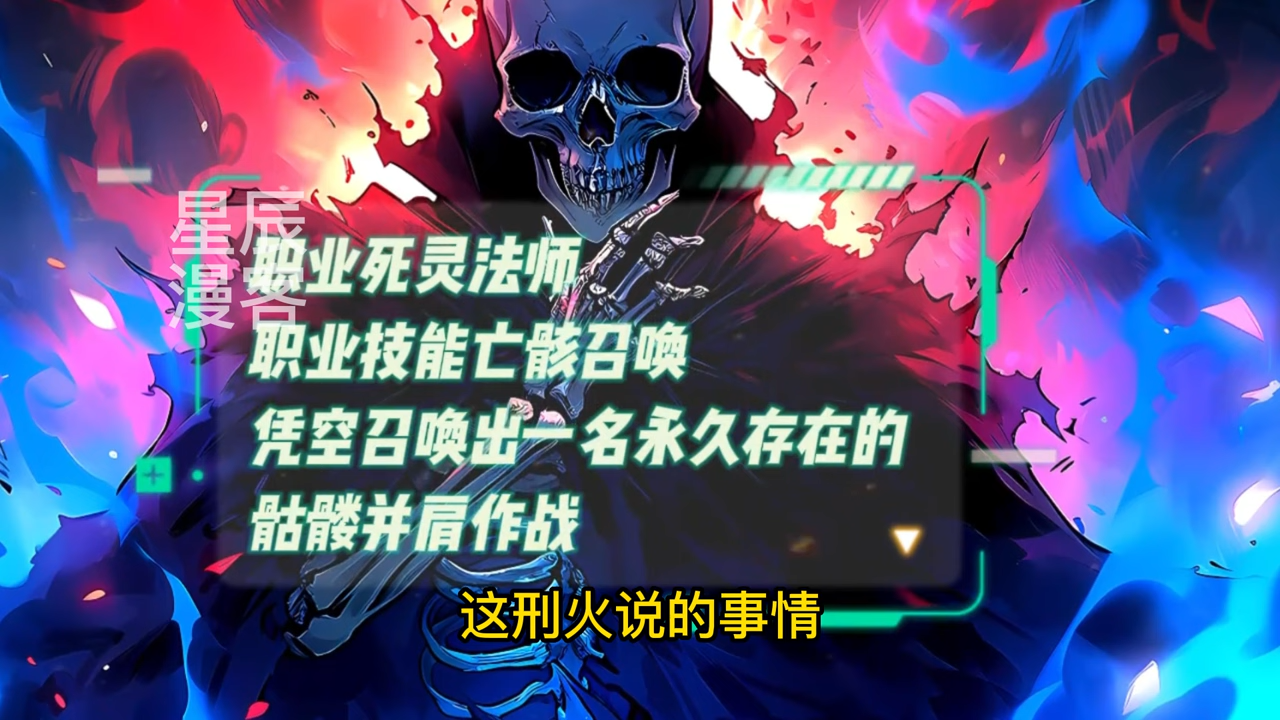 星辰
漫客
职业死灵法师
职业技能亡骸召唤
凭空召唤出一名永久存在的
骷髅并肩作战
这刑火说的事情